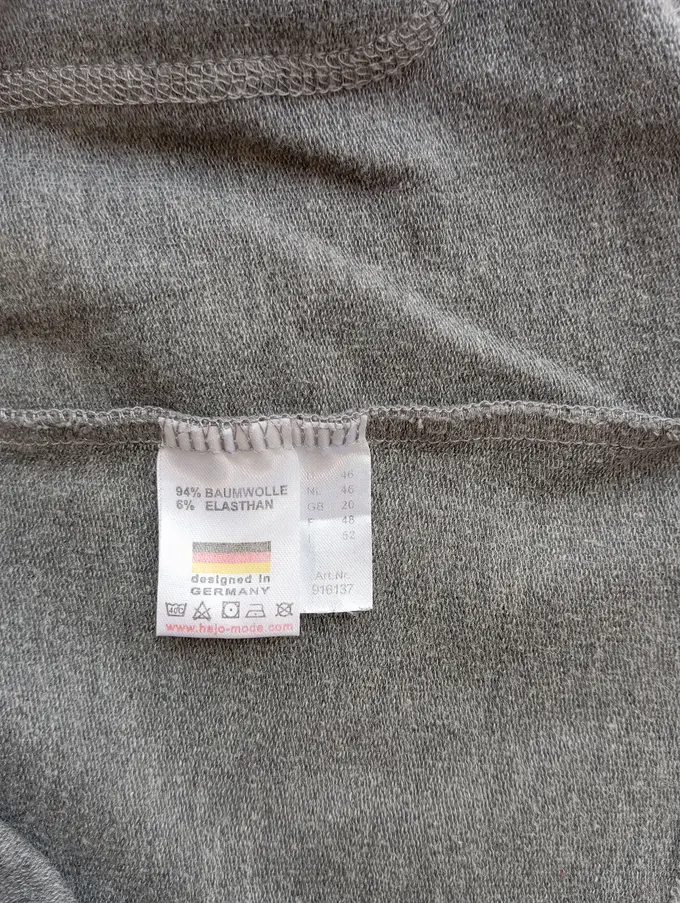 94% BAUMWOLLE
6% ELASTHAN
designed in
GERMANY
40°C
www.hajo-mode.com
46
NL 46
GB 20
F 48
I 52
Art.Nr.
916137